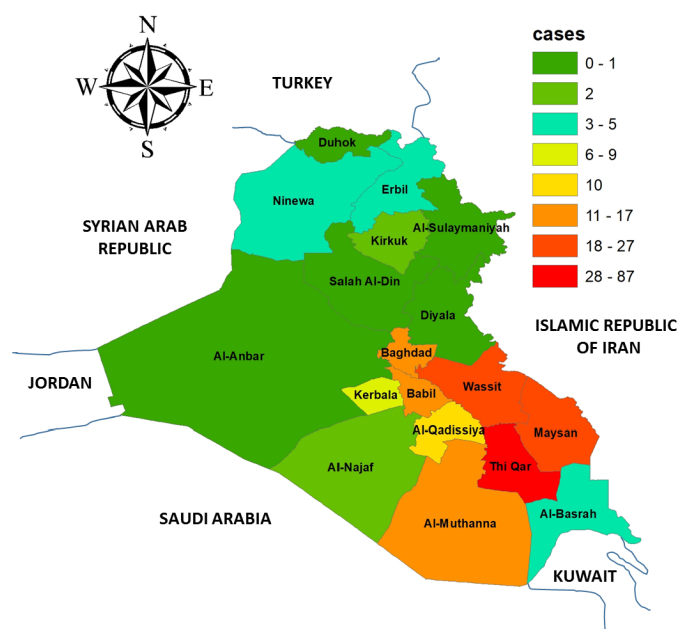 N
W
E
S
TURKEY
SYRIAN ARAB
REPUBLIC
JORDAN
SAUDI ARABIA
KUWAIT
ISLAMIC REPUBLIC
OF IRAN
Duhok
Ninewa
Erbil
Kirkuk
Al-Sulaymaniyah
Salah Al-Din
Diyala
Al-Anbar
Baghdad
Wassit
Kerbala
Babil
Al-Qadissiya
Maysan
Al-Najaf
Thi Qar
Al-Muthanna
Al-Basrah
cases
0 - 1
2
3 - 5
6 - 9
10
11 - 17
18 - 27
28 - 87